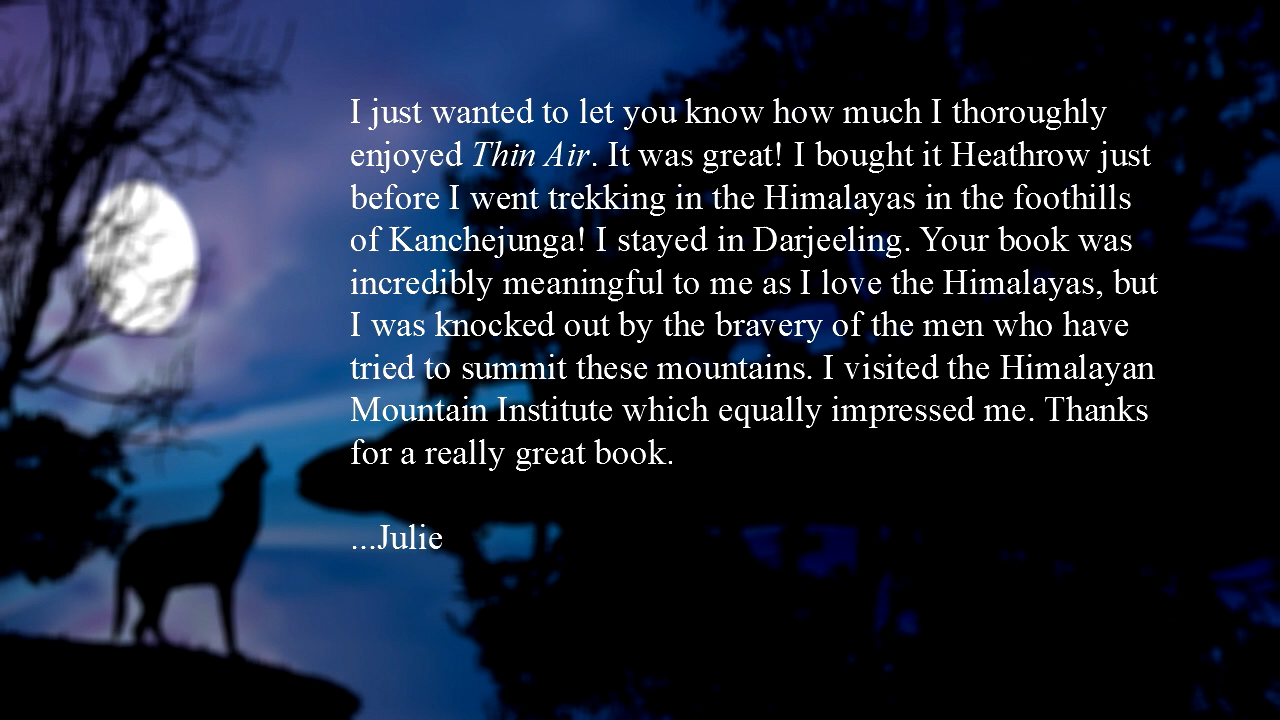 I just wanted to let you know how much I thoroughly
enjoyed Thin Air. It was great! I bought it Heathrow just
before I went trekking in the Himalayas in the foothills
of Kanchejunga! I stayed in Darjeeling. Your book was
incredibly meaningful to me as I love the Himalayas, but
I was knocked out by the bravery of the men who have
tried to summit these mountains. I visited the Himalayan
Mountain Institute which equally impressed me. Thanks
for a really great book.
...Julie